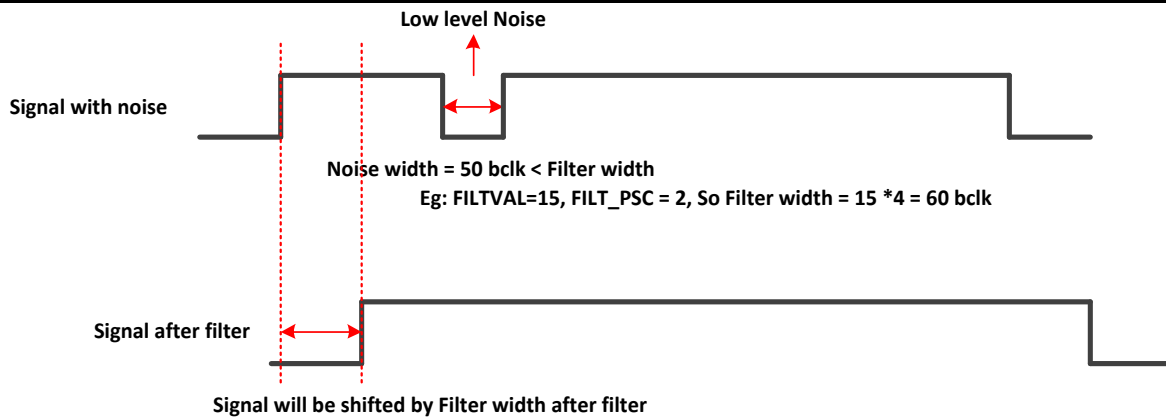 Low level Noise
Signal with noise
Noise width = 50 bclk < Filter width
Eg: FILTVAL=15, FILT_PSC = 2, So Filter width = 15 *4 = 60 bclk
Signal after filter
Signal will be shifted by Filter width after filter